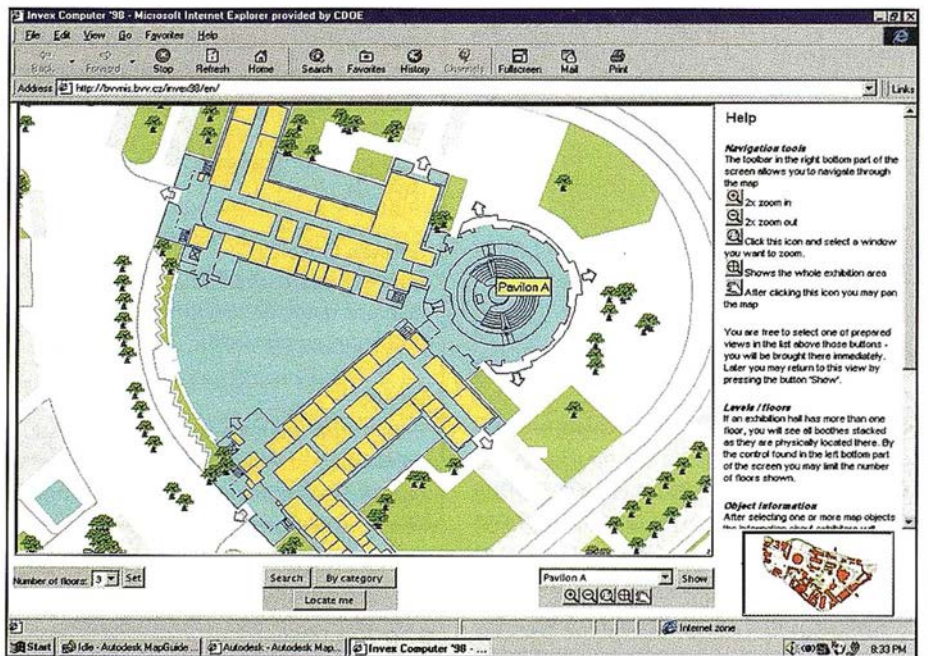 Invex Computer '98 - Microsoft Internet Explorer provided by CDOE
File Edit View Go Favorites Help
Back Forward Stop Refresh Home Search Favorites History Channels Fullscreen Mail Print
Address http://bvvnis.bvv.cz/invex98/en/ Links
Pavilon A
Help
Navigation tools
The toolbar in the right bottom part of the
screen allows you to navigate through
the map
2x zoom in
2x zoom out
Click this icon and select a window
you want to zoom.
Shows the whole exhibition area
After clicking this icon you may pan
the map
You are free to select one of prepared
views in the list above those buttons -
you will be brought there immediately.
Later you may return to this view by
pressing the button 'Show'.
Levels / floors
If an exhibition hall has more than one
floor, you will see all boothes stacked
as they are physically located there. By
the control found in the left bottom part
of the screen you may limit the number
of floors shown.
Object information
After selecting one or more map objects
the information about exhibitors will
Number of floors: 3 Set
Search By category
Locate me
Pavilon A Show
Internet zone
Start Idle - Autodesk MapGuide ... Autodesk - Autodesk Map... Invex Computer '98 - ... 8:33 PM